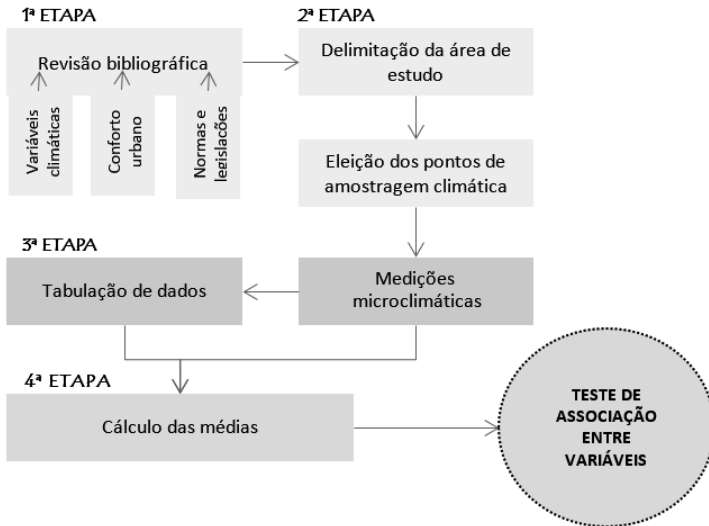 1ª ETAPA
Revisão bibliográfica
Variáveis
climáticas
Conforto
urbano
Normas e
legislacões
2ª ETAPA
Delimitação da área de
estudo
Eleição dos pontos de
amostragem climática
Medições
microclimáticas
3ª ETAPA
Tabulação de dados
4ª ETAPA
Cálculo das médias
TESTE DE
ASSOCIAÇÃO
ENTRE
VARIÁVEIS